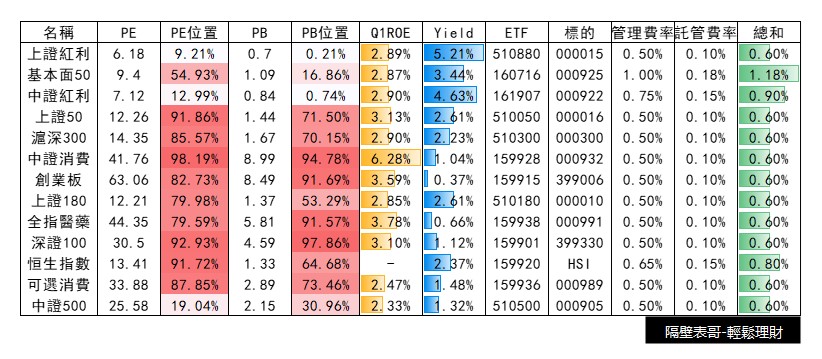 名稱 PE PE位置 PB PB位置 Q1ROE Yield ETF 標的 管理費率 託管費率 總和
上證紅利 6.18 9.21% 0.7 0.21% 2.89% 5.21% 510880 000015 0.50% 0.10% 0.60%
基本面50 9.4 54.93% 1.09 16.86% 2.87% 3.44% 160716 000925 1.00% 0.18% 1.18%
中證紅利 7.12 12.99% 0.84 0.74% 2.90% 4.63% 161907 000922 0.75% 0.15% 0.90%
上證50 12.26 91.86% 1.44 71.50% 3.13% 2.61% 510050 000016 0.50% 0.10% 0.60%
滬深300 14.35 85.57% 1.67 70.15% 2.90% 2.23% 510300 000300 0.50% 0.10% 0.60%
中證消費 41.76 98.19% 8.99 94.78% 6.28% 1.04% 159928 000932 0.50% 0.10% 0.60%
創業板 63.06 82.73% 8.49 91.69% 3.59% 0.37% 159915 399006 0.50% 0.10% 0.60%
上證180 12.21 79.98% 1.37 53.29% 2.85% 2.61% 510180 000010 0.50% 0.10% 0.60%
全指醫藥 44.35 79.59% 5.81 91.57% 3.78% 0.66% 159938 000991 0.50% 0.10% 0.60%
深證100 30.5 92.93% 4.59 97.86% 3.10% 1.12% 159901 399330 0.50% 0.10% 0.60%
恒生指數 13.41 91.72% 1.33 64.68% - 2.37% 159920 HSI 0.65% 0.15% 0.80%
可選消費 33.88 87.85% 2.89 73.46% 2.47% 1.48% 159936 000989 0.50% 0.10% 0.60%
中證500 25.58 19.04% 2.15 30.96% 2.33% 1.32% 510500 000905 0.50% 0.10% 0.60%
隔壁表哥-輕鬆理財